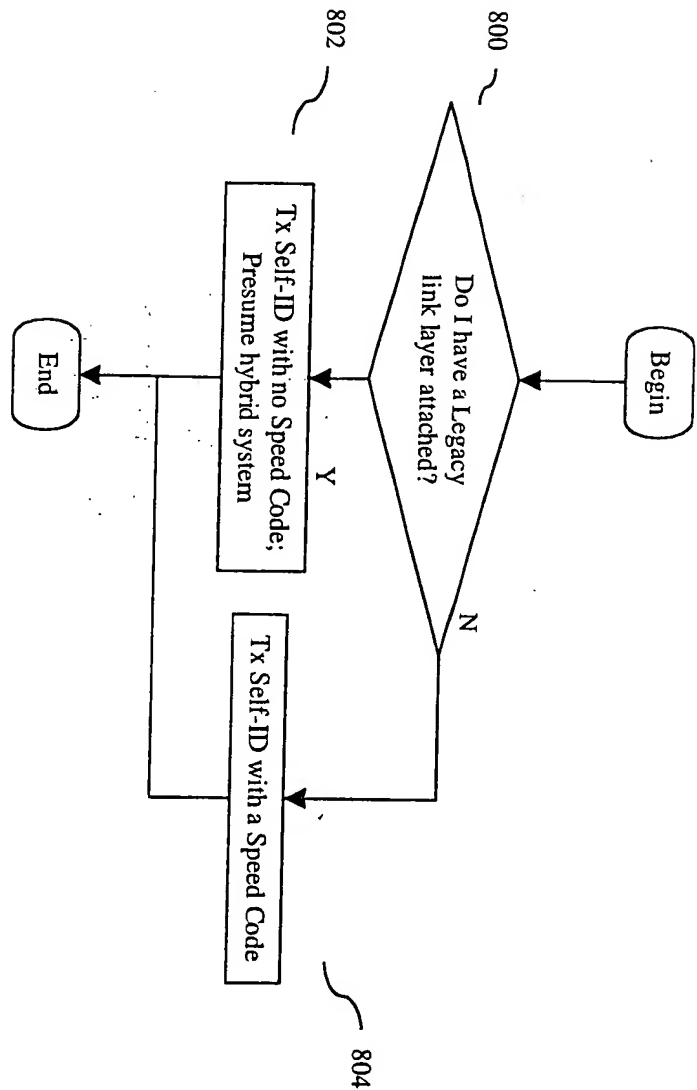 Begin
800
Do I have a Legacy
link layer attached?
N
Y
802
Tx Self-ID with no Speed Code;
Presume hybrid system
Tx Self-ID with a Speed Code
804
End